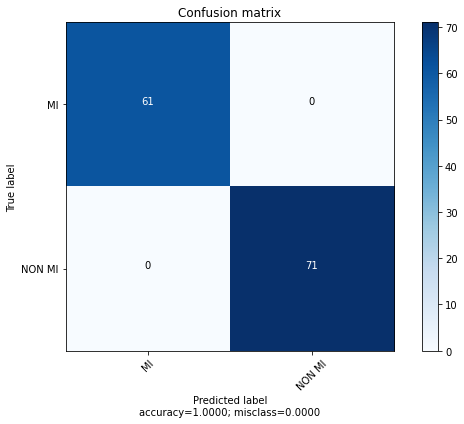 Confusion matrix
True label
MI
61
0
NON MI
0
71
MI
NON MI
Predicted label
accuracy=1.0000; misclass=0.0000
70
60
50
40
30
20
10
0